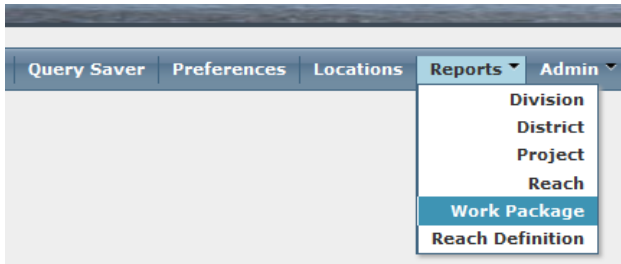 Query Saver Preferences Locations Reports Admin
Division
District
Project
Reach
Work Package
Reach Definition